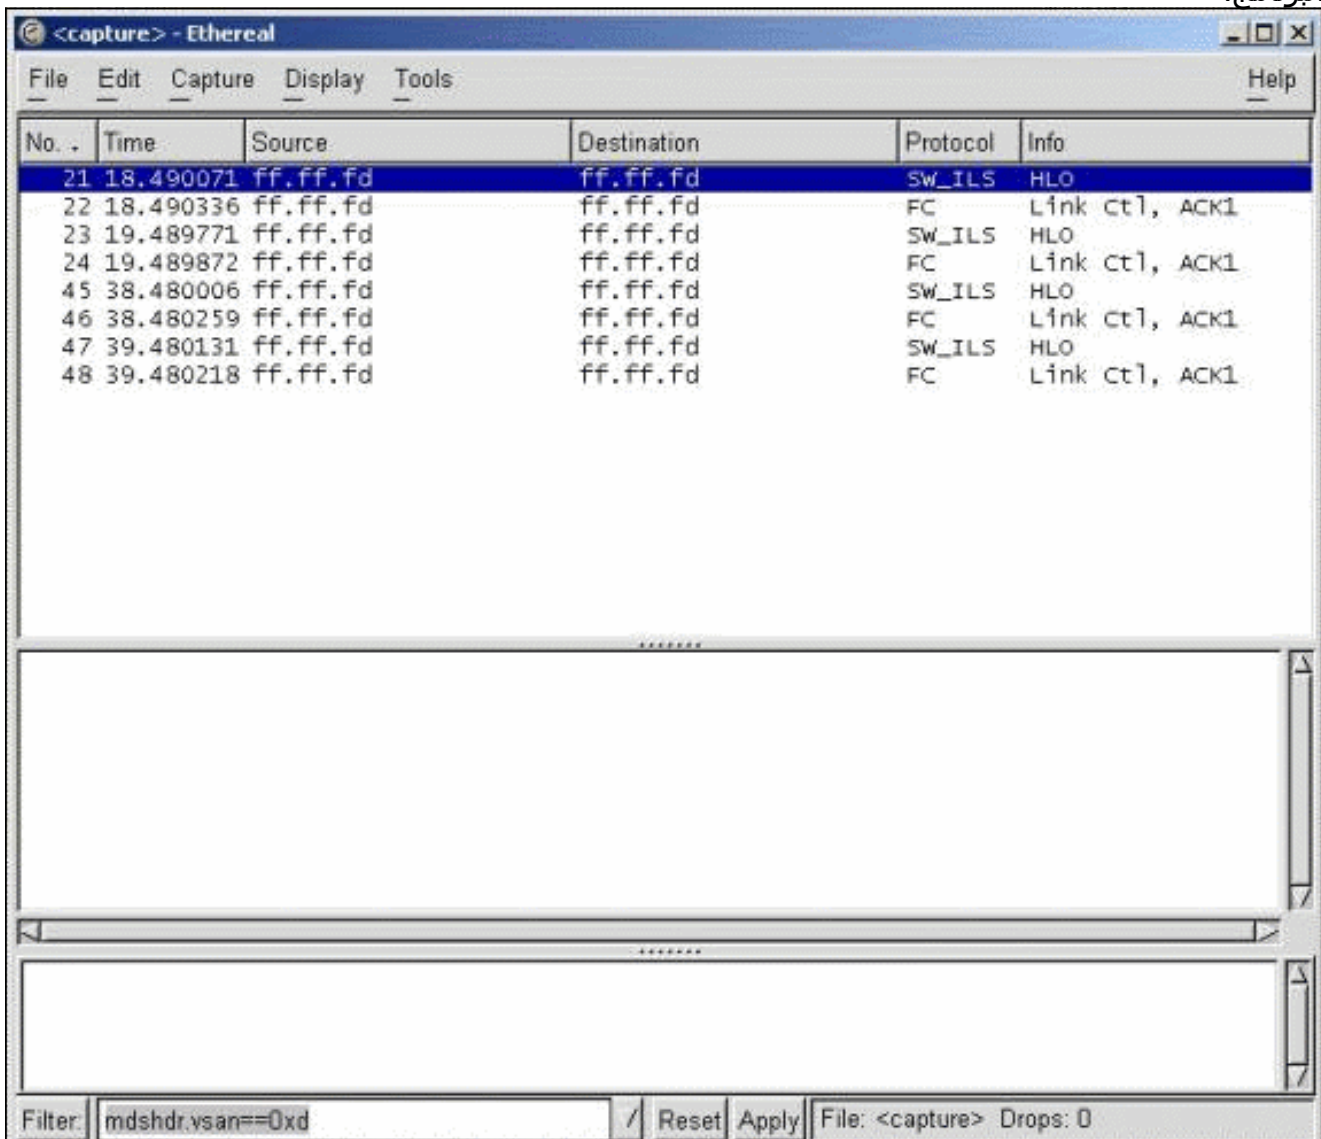 <capture> - Ethereal
File Edit Capture Display Tools Help
No. Time Source Destination Protocol Info
21 18.490071 ff.ff.fd ff.ff.fd SW_ILS HLO
22 18.490336 ff.ff.fd ff.ff.fd FC Link Ctl, ACK1
23 19.489771 ff.ff.fd ff.ff.fd SW_ILS HLO
24 19.489872 ff.ff.fd ff.ff.fd FC Link Ctl, ACK1
45 38.480006 ff.ff.fd ff.ff.fd SW_ILS HLO
46 38.480259 ff.ff.fd ff.ff.fd FC Link Ctl, ACK1
47 39.480131 ff.ff.fd ff.ff.fd SW_ILS HLO
48 39.480218 ff.ff.fd ff.ff.fd FC Link Ctl, ACK1
Filter: mdshdr.vsan==0xd / Reset Apply File: <capture> Drops: 0